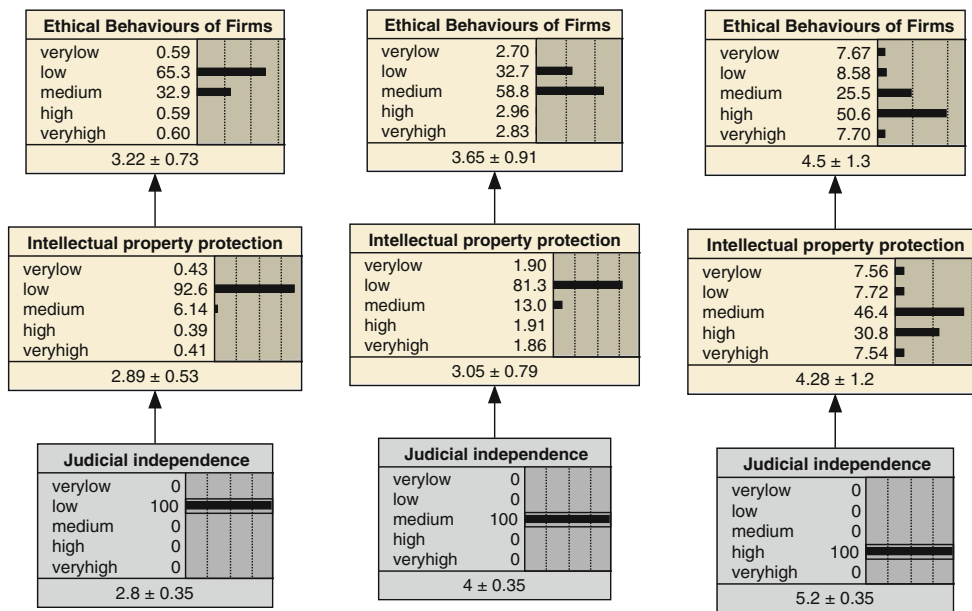 Ethical Behaviours of Firms
verylow 0.59
low 65.3
medium 32.9
high 0.59
veryhigh 0.60
3.22 ± 0.73
Intellectual property protection
verylow 0.43
low 92.6
medium 6.14
high 0.39
veryhigh 0.41
2.89 ± 0.53
Judicial independence
verylow 0
low 100
medium 0
high 0
veryhigh 0
2.8 ± 0.35
Ethical Behaviours of Firms
verylow 2.70
low 32.7
medium 58.8
high 2.96
veryhigh 2.83
3.65 ± 0.91
Intellectual property protection
verylow 1.90
low 81.3
medium 13.0
high 1.91
veryhigh 1.86
3.05 ± 0.79
Judicial independence
verylow 0
low 0
medium 100
high 0
veryhigh 0
4 ± 0.35
Ethical Behaviours of Firms
verylow 7.67
low 8.58
medium 25.5
high 50.6
veryhigh 7.70
4.5 ± 1.3
Intellectual property protection
verylow 7.56
low 7.72
medium 46.4
high 30.8
veryhigh 7.54
4.28 ± 1.2
Judicial independence
verylow 0
low 0
medium 0
high 100
veryhigh 0
5.2 ± 0.35